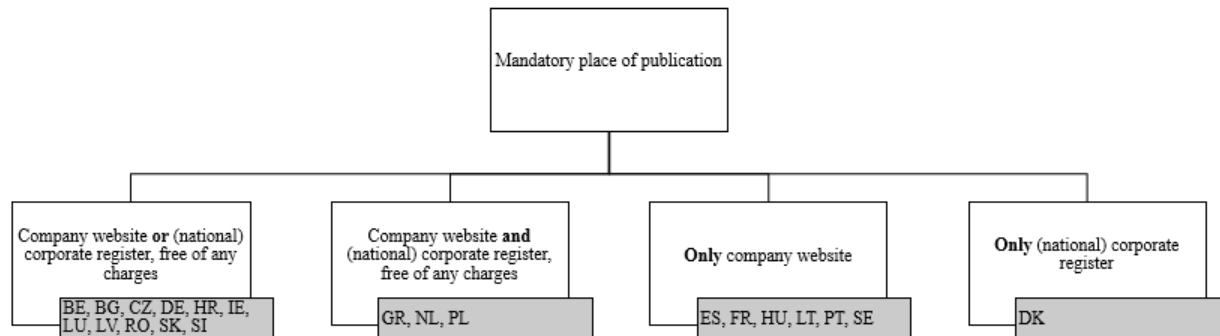 Mandatory place of publication
Company website or (national)
corporate register, free of any
charges
BE, BG, CZ, DE, HR, IE,
LU, LV, RO, SK, SI
Company website and
(national) corporate register,
free of any charges
GR, NL, PL
Only company website
ES, FR, HU, LT, PT, SE
Only (national) corporate
register
DK